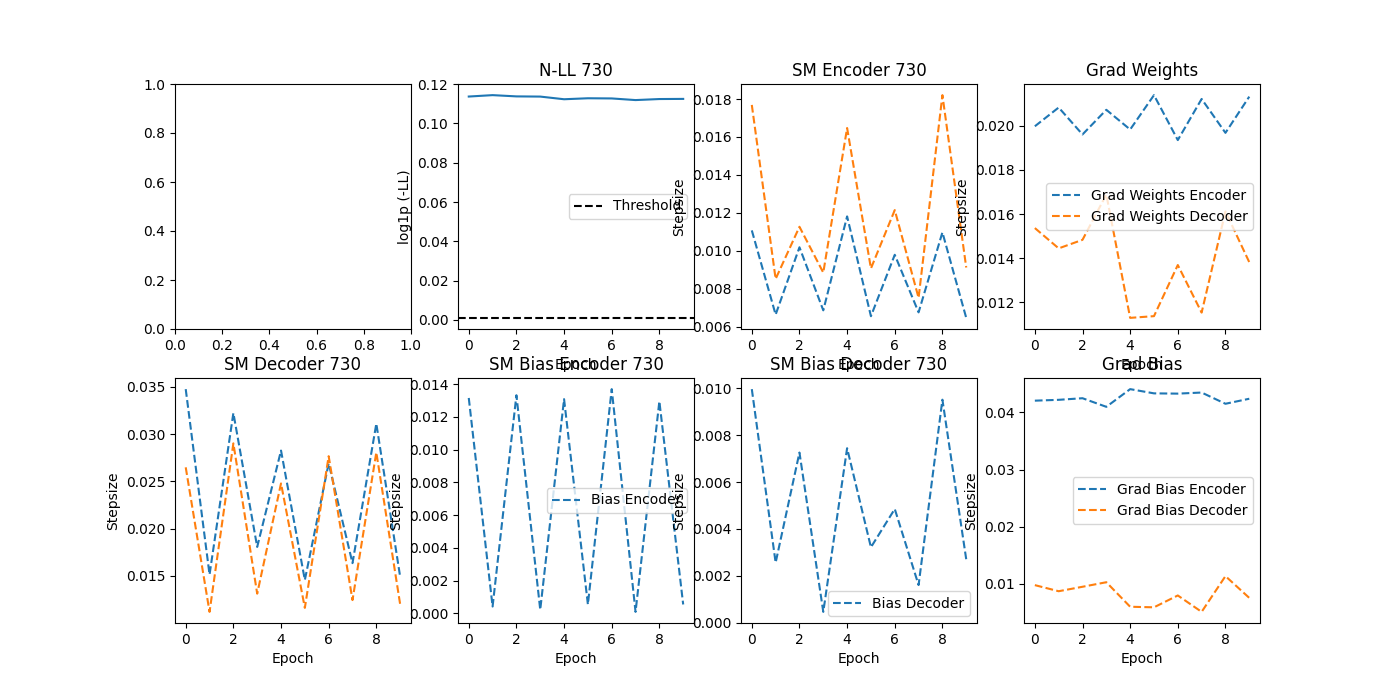 N-LL 730
SM Encoder 730
Grad Weights
1.0
0.8
0.6
0.4
0.2
0.0
0.0 0.2 0.4 0.6 0.8 1.0
log1p (-LL)
0.12
0.10
0.08
0.06
0.04
0.02
0.00
Threshold
0 2 4 6 8
Epoch
Stepsize
0.018
0.016
0.014
0.012
0.010
0.008
0.006
0 2 4 6 8
Epoch
Stepsize
0.020
0.018
0.016
0.014
0.012
Grad Weights Encoder
Grad Weights Decoder
0 2 4 6 8
Epoch
SM Decoder 730
SM Bias Encoder 730
SM Bias Decoder 730
Grad Bias
Stepsize
0.035
0.030
0.025
0.020
0.015
0 2 4 6 8
Epoch
Stepsize
0.014
0.012
0.010
0.008
0.006
0.004
0.002
0.000
Bias Encoder
0 2 4 6 8
Epoch
Stepsize
0.010
0.008
0.006
0.004
0.002
0.000
Bias Decoder
0 2 4 6 8
Epoch
Stepsize
0.04
0.03
0.02
0.01
Grad Bias Encoder
Grad Bias Decoder
0 2 4 6 8
Epoch